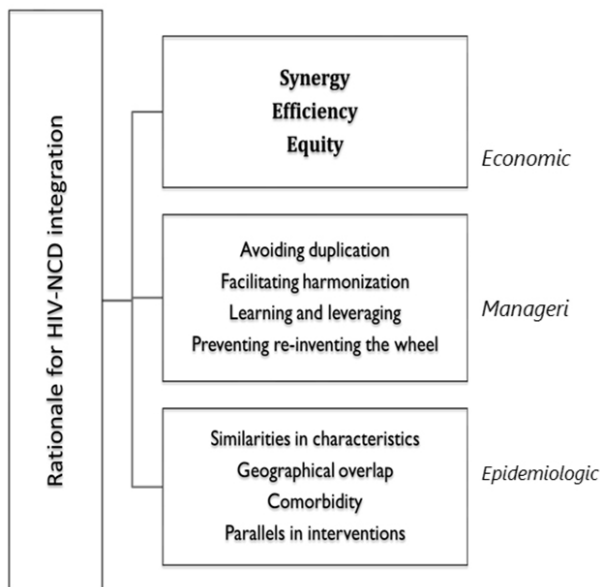 Rationale for HIV-NCD integration
Synergy
Efficiency
Equity
Economic
Avoiding duplication
Facilitating harmonization
Learning and leveraging
Preventing re-inventing the wheel
Manageri
Similarities in characteristics
Geographical overlap
Comorbidity
Parallels in interventions
Epidemiologic